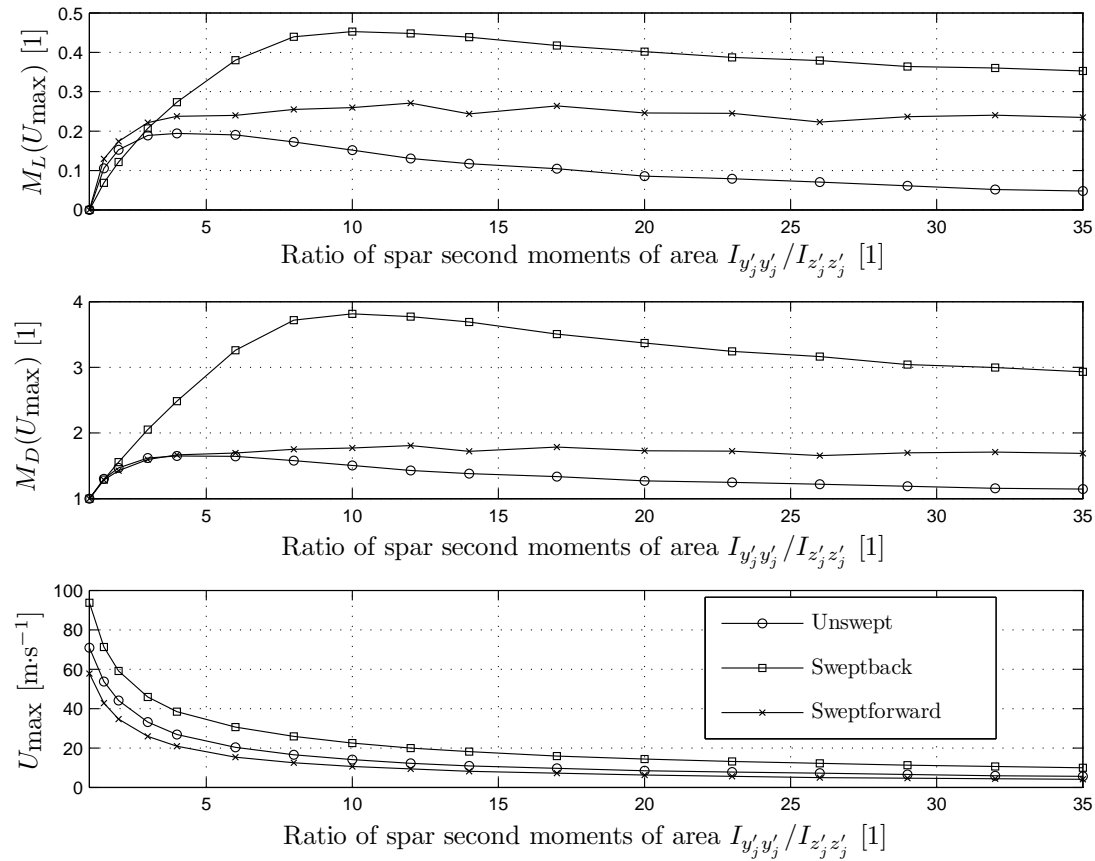 0.5
0.4
0.3
0.2
0.1
0
M_L(U_max) [1]
5 10 15 20 25 30 35
Ratio of spar second moments of area I_{y'_j y'_j}/I_{z'_j z'_j} [1]
4
3
2
1
M_D(U_max) [1]
5 10 15 20 25 30 35
Ratio of spar second moments of area I_{y'_j y'_j}/I_{z'_j z'_j} [1]
100
80
60
40
20
0
U_max [m·s⁻¹]
Unswept
Sweptback
Sweptforward
5 10 15 20 25 30 35
Ratio of spar second moments of area I_{y'_j y'_j}/I_{z'_j z'_j} [1]